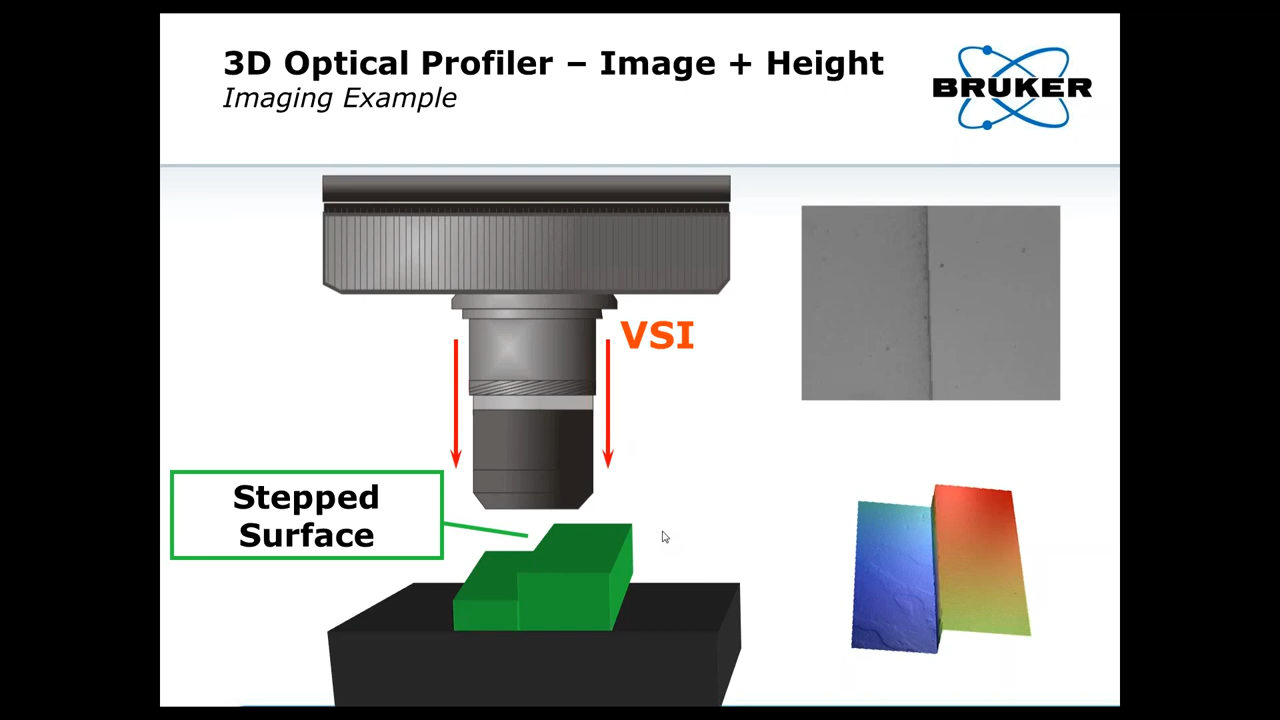 3D Optical Profiler – Image + Height
Imaging Example
BRUKER
VSI
Stepped
Surface